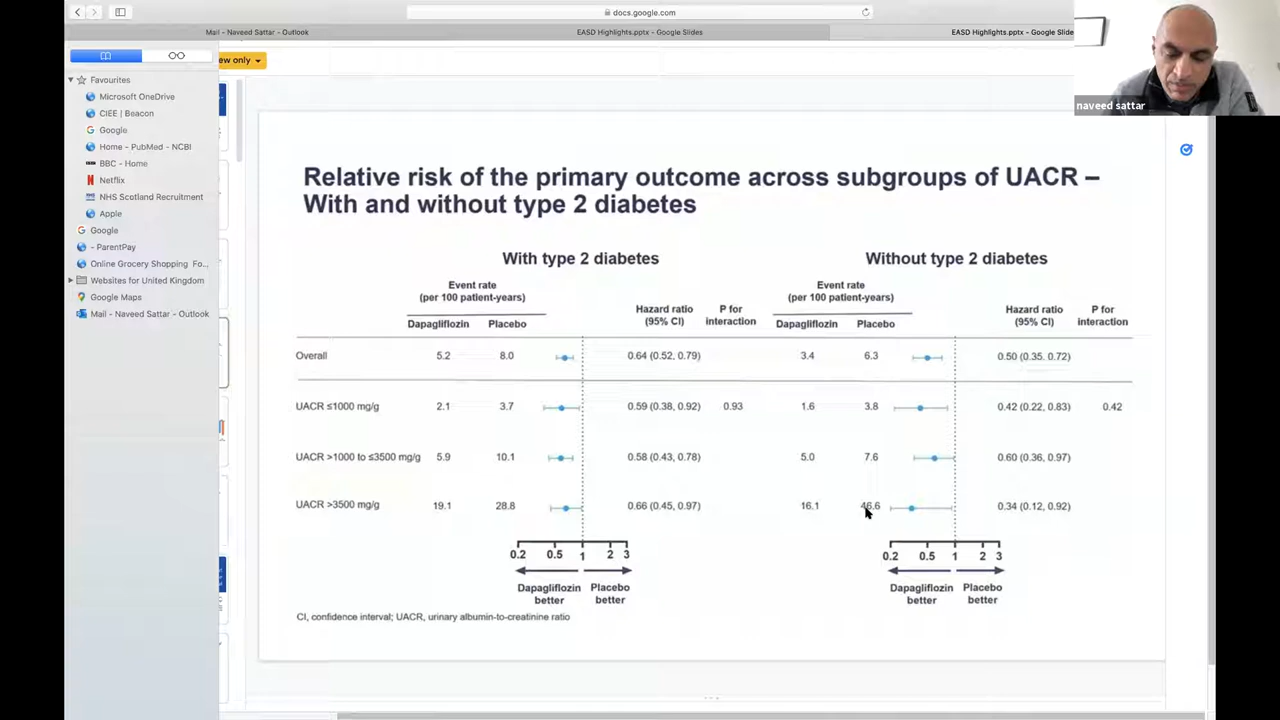 docs.google.com
Mail - Naveed Sattar - Outlook
EASD Highlights.pptx - Google Slides
EASD Highlights.pptx - Google Slide
ew only
Favourites
Microsoft OneDrive
CIEE | Beacon
Google
Home - PubMed - NCBI
BBC - Home
Netflix
NHS Scotland Recruitment
Apple
Google
- ParentPay
Online Grocery Shopping Fo...
Websites for United Kingdom
Google Maps
Mail - Naveed Sattar - Outlook
naveed sattar
Relative risk of the primary outcome across subgroups of UACR –
With and without type 2 diabetes
With type 2 diabetes
Event rate
(per 100 patient-years)
Dapagliflozin Placebo
Hazard ratio
(95% CI)
P for
interaction
Without type 2 diabetes
Event rate
(per 100 patient-years)
Dapagliflozin Placebo
Hazard ratio
(95% CI)
P for
interaction
Overall 5.2 8.0 0.64 (0.52, 0.79) 3.4 6.3 0.50 (0.35. 0.72)
UACR ≤1000 mg/g 2.1 3.7 0.59 (0.38, 0.92) 0.93 1.6 3.8 0.42 (0.22, 0.83) 0.42
UACR >1000 to ≤3500 mg/g 5.9 10.1 0.58 (0.43, 0.78) 5.0 7.6 0.60 (0.36, 0.97)
UACR >3500 mg/g 19.1 28.8 0.66 (0.45, 0.97) 16.1 46.6 0.34 (0.12, 0.92)
0.2 0.5 1 2 3
Dapagliflozin
better
Placebo
better
0.2 0.5 1 2 3
Dapagliflozin
better
Placebo
better
CI, confidence interval; UACR, urinary albumin-to-creatinine ratio